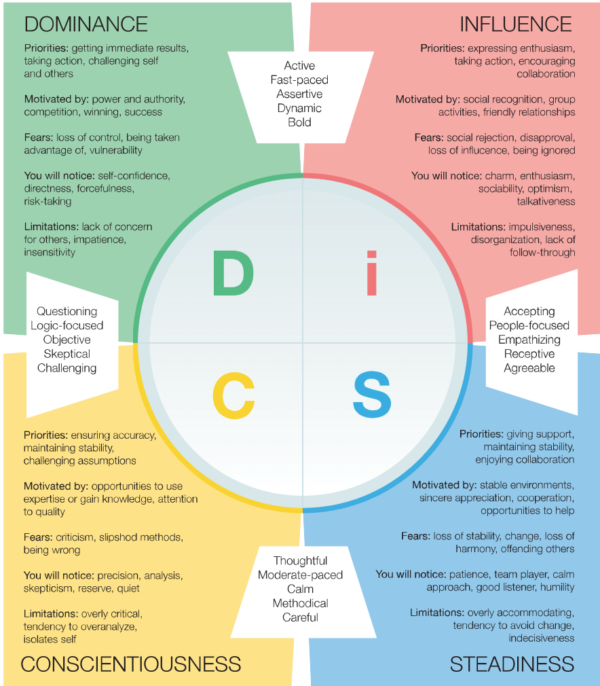 DOMINANCE
Priorities: getting immediate results,
taking action, challenging self
and others
Motivated by: power and authority,
competition, winning, success
Fears: loss of control, being taken
advantage of, vulnerability
You will notice: self-confidence,
directness, forcefulness,
risk-taking
Limitations: lack of concern
for others, impatience,
insensitivity
Active
Fast-paced
Assertive
Dynamic
Bold
INFLUENCE
Priorities: expressing enthusiasm,
taking action, encouraging
collaboration
Motivated by: social recognition, group
activities, friendly relationships
Fears: social rejection, disapproval,
loss of influcence, being ignored
You will notice: charm, enthusiasm,
sociability, optimism,
talkativeness
Limitations: impulsiveness,
disorganization, lack of
follow-through
D
i
C
S
Questioning
Logic-focused
Objective
Skeptical
Challenging
Accepting
People-focused
Empathizing
Receptive
Agreeable
Priorities: ensuring accuracy,
maintaining stability,
challenging assumptions
Motivated by: opportunities to use
expertise or gain knowledge, attention
to quality
Fears: criticism, slipshod methods,
being wrong
You will notice: precision, analysis,
skepticism, reserve, quiet
Limitations: overly critical,
tendency to overanalyze,
isolates self
CONSCIENTIOUSNESS
Thoughtful
Moderate-paced
Calm
Methodical
Careful
Priorities: giving support,
maintaining stability,
enjoying collaboration
Motivated by: stable environments,
sincere appreciation, cooperation,
opportunities to help
Fears: loss of stability, change, loss of
harmony, offending others
You will notice: patience, team player, calm
approach, good listener, humility
Limitations: overly accommodating,
tendency to avoid change,
indecisiveness
STEADINESS